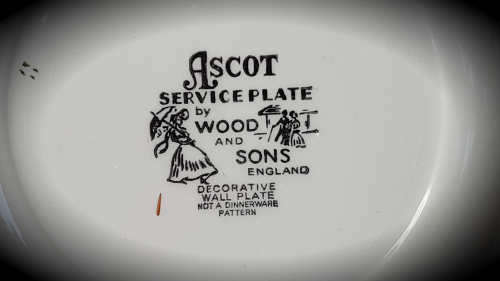 ASCOT
SERVICE PLATE
by
WOOD
AND
SONS
ENGLAND
DECORATIVE
WALL PLATE
NOT A DINNERWARE
PATTERN